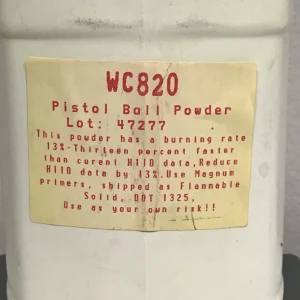 WC820
Pistol Ball Powder
Lot: 47277
This powder has a burning rate
13%-Thirteen percent faster
than curent H110 data,Reduce
H110 data by 13%.Use Magnum
primers, shipped as Flammable
Solid, DOT 1325,
Use as your own risk!!